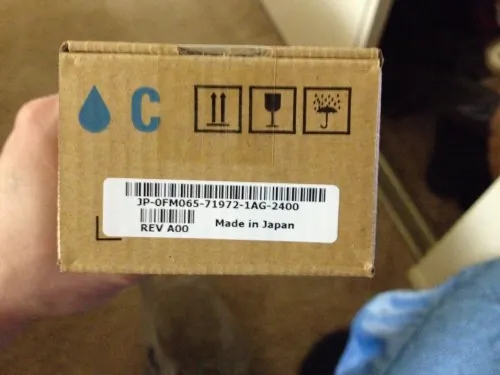 C
JP-0FM065-71972-1AG-2400
REV A00 Made in Japan